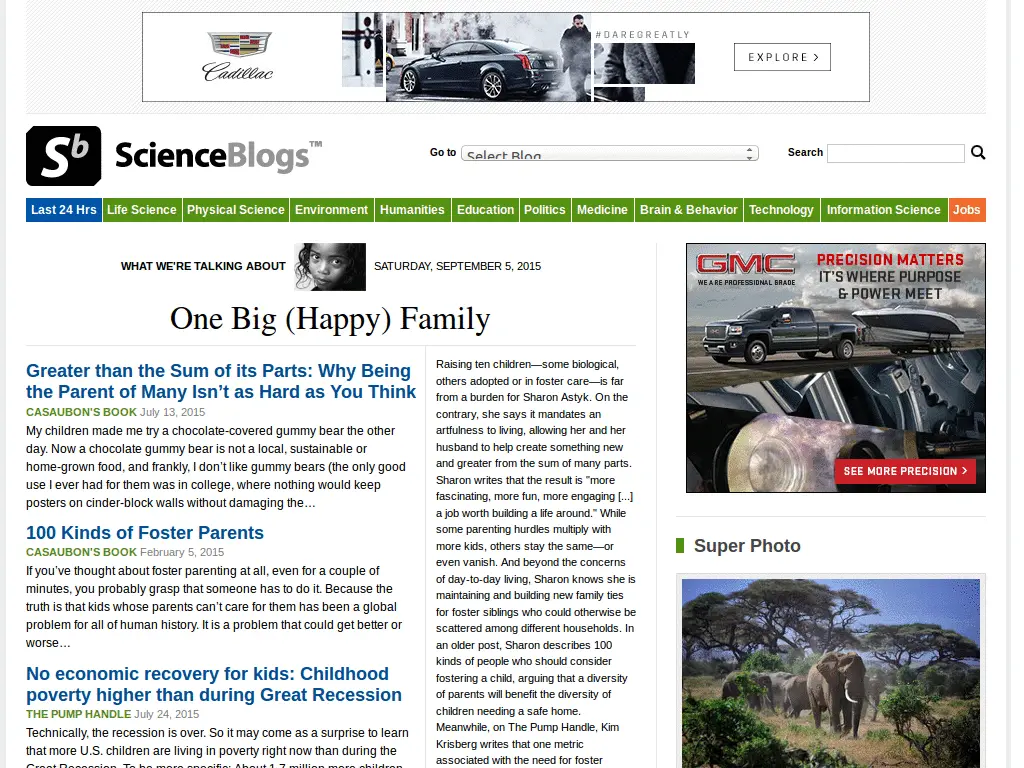 Cadillac
#DAREGREATLY
EXPLORE >
Sb ScienceBlogs™
Go to
Select Blog
Search
Last 24 Hrs
Life Science
Physical Science
Environment
Humanities
Education
Politics
Medicine
Brain & Behavior
Technology
Information Science
Jobs
WHAT WE'RE TALKING ABOUT
SATURDAY, SEPTEMBER 5, 2015
One Big (Happy) Family
Greater than the Sum of its Parts: Why Being
the Parent of Many Isn’t as Hard as You Think
CASAUBON'S BOOK July 13, 2015
My children made me try a chocolate-covered gummy bear the other
day. Now a chocolate gummy bear is not a local, sustainable or
home-grown food, and frankly, I don’t like gummy bears (the only good
use I ever had for them was in college, where nothing would keep
posters on cinder-block walls without damaging the…
100 Kinds of Foster Parents
CASAUBON'S BOOK February 5, 2015
If you’ve thought about foster parenting at all, even for a couple of
minutes, you probably grasp that someone has to do it. Because the
truth is that kids whose parents can’t care for them has been a global
problem for all of human history. It is a problem that could get better or
worse…
No economic recovery for kids: Childhood
poverty higher than during Great Recession
THE PUMP HANDLE July 24, 2015
Technically, the recession is over. So it may come as a surprise to learn
that more U.S. children are living in poverty right now than during the
Great Recession. To be more specific: About 1.7 million more children
Raising ten children—some biological,
others adopted or in foster care—is far
from a burden for Sharon Astyk. On the
contrary, she says it mandates an
artfulness to living, allowing her and her
husband to help create something new
and greater from the sum of many parts.
Sharon writes that the result is "more
fascinating, more fun, more engaging [...]
a job worth building a life around." While
some parenting hurdles multiply with
more kids, others stay the same—or
even vanish. And beyond the concerns
of day-to-day living, Sharon knows she is
maintaining and building new family ties
for foster siblings who could otherwise be
scattered among different households. In
an older post, Sharon describes 100
kinds of people who should consider
fostering a child, arguing that a diversity
of parents will benefit the diversity of
children needing a safe home.
Meanwhile, on The Pump Handle, Kim
Krisberg writes that one metric
associated with the need for foster
GMC
WE ARE PROFESSIONAL GRADE
PRECISION MATTERS
IT'S WHERE PURPOSE
& POWER MEET
SEE MORE PRECISION >
Super Photo